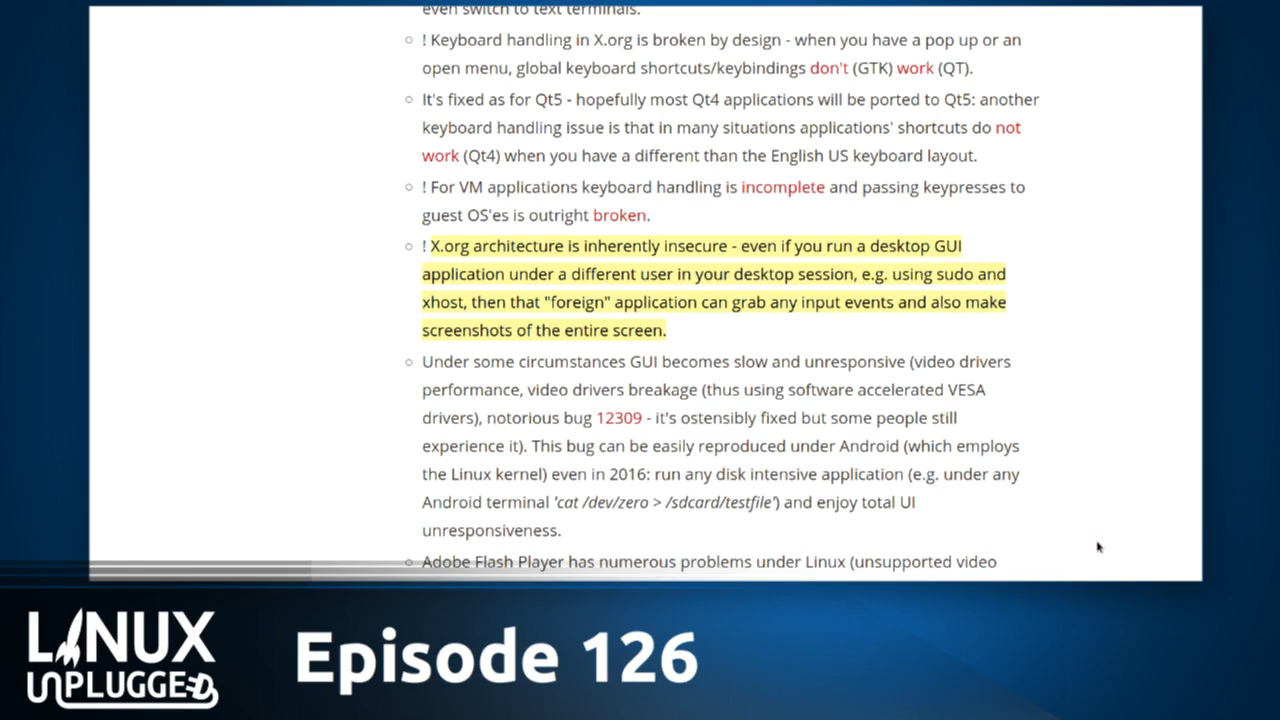 even switch to text terminals.
! Keyboard handling in X.org is broken by design - when you have a pop up or an
open menu, global keyboard shortcuts/keybindings don't (GTK) work (QT).
It's fixed as for Qt5 - hopefully most Qt4 applications will be ported to Qt5: another
keyboard handling issue is that in many situations applications' shortcuts do not
work (Qt4) when you have a different than the English US keyboard layout.
! For VM applications keyboard handling is incomplete and passing keypresses to
guest OS'es is outright broken.
! X.org architecture is inherently insecure - even if you run a desktop GUI
application under a different user in your desktop session, e.g. using sudo and
xhost, then that "foreign" application can grab any input events and also make
screenshots of the entire screen.
Under some circumstances GUI becomes slow and unresponsive (video drivers
performance, video drivers breakage (thus using software accelerated VESA
drivers), notorious bug 12309 - it's ostensibly fixed but some people still
experience it). This bug can be easily reproduced under Android (which employs
the Linux kernel) even in 2016: run any disk intensive application (e.g. under any
Android terminal 'cat /dev/zero > /sdcard/testfile') and enjoy total UI
unresponsiveness.
Adobe Flash Player has numerous problems under Linux (unsupported video
LINUX
UNPLUGGED
Episode 126